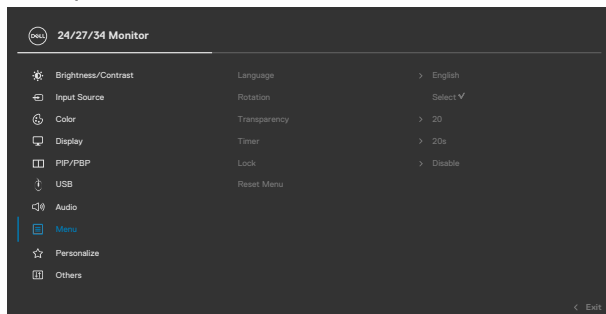 DELL 24/27/34 Monitor
Brightness/Contrast Language > English
Input Source Rotation Select ✓
Color Transparency > 20
Display Timer > 20s
PIP/PBP Lock > Disable
USB Reset Menu
Audio
Menu
Personalize
Others
< Exit